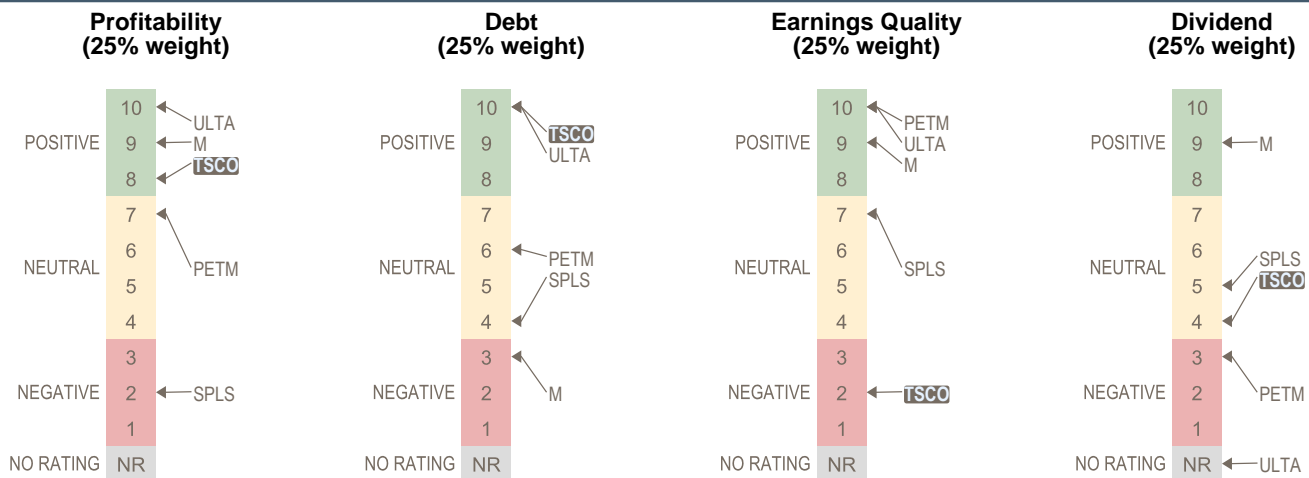 Profitability
(25% weight)
10
POSITIVE
9
8
7
6
NEUTRAL
5
4
3
NEGATIVE
2
1
NO RATING
NR
ULTA
M
TSCO
PETM
SPLS
Debt
(25% weight)
10
POSITIVE
9
8
7
6
NEUTRAL
5
4
3
NEGATIVE
2
1
NO RATING
NR
TSCO
ULTA
PETM
SPLS
M
Earnings Quality
(25% weight)
10
POSITIVE
9
8
7
6
NEUTRAL
5
4
3
NEGATIVE
2
1
NO RATING
NR
PETM
ULTA
M
SPLS
TSCO
Dividend
(25% weight)
10
POSITIVE
9
8
7
6
NEUTRAL
5
4
3
NEGATIVE
2
1
NO RATING
NR
M
SPLS
TSCO
PETM
ULTA